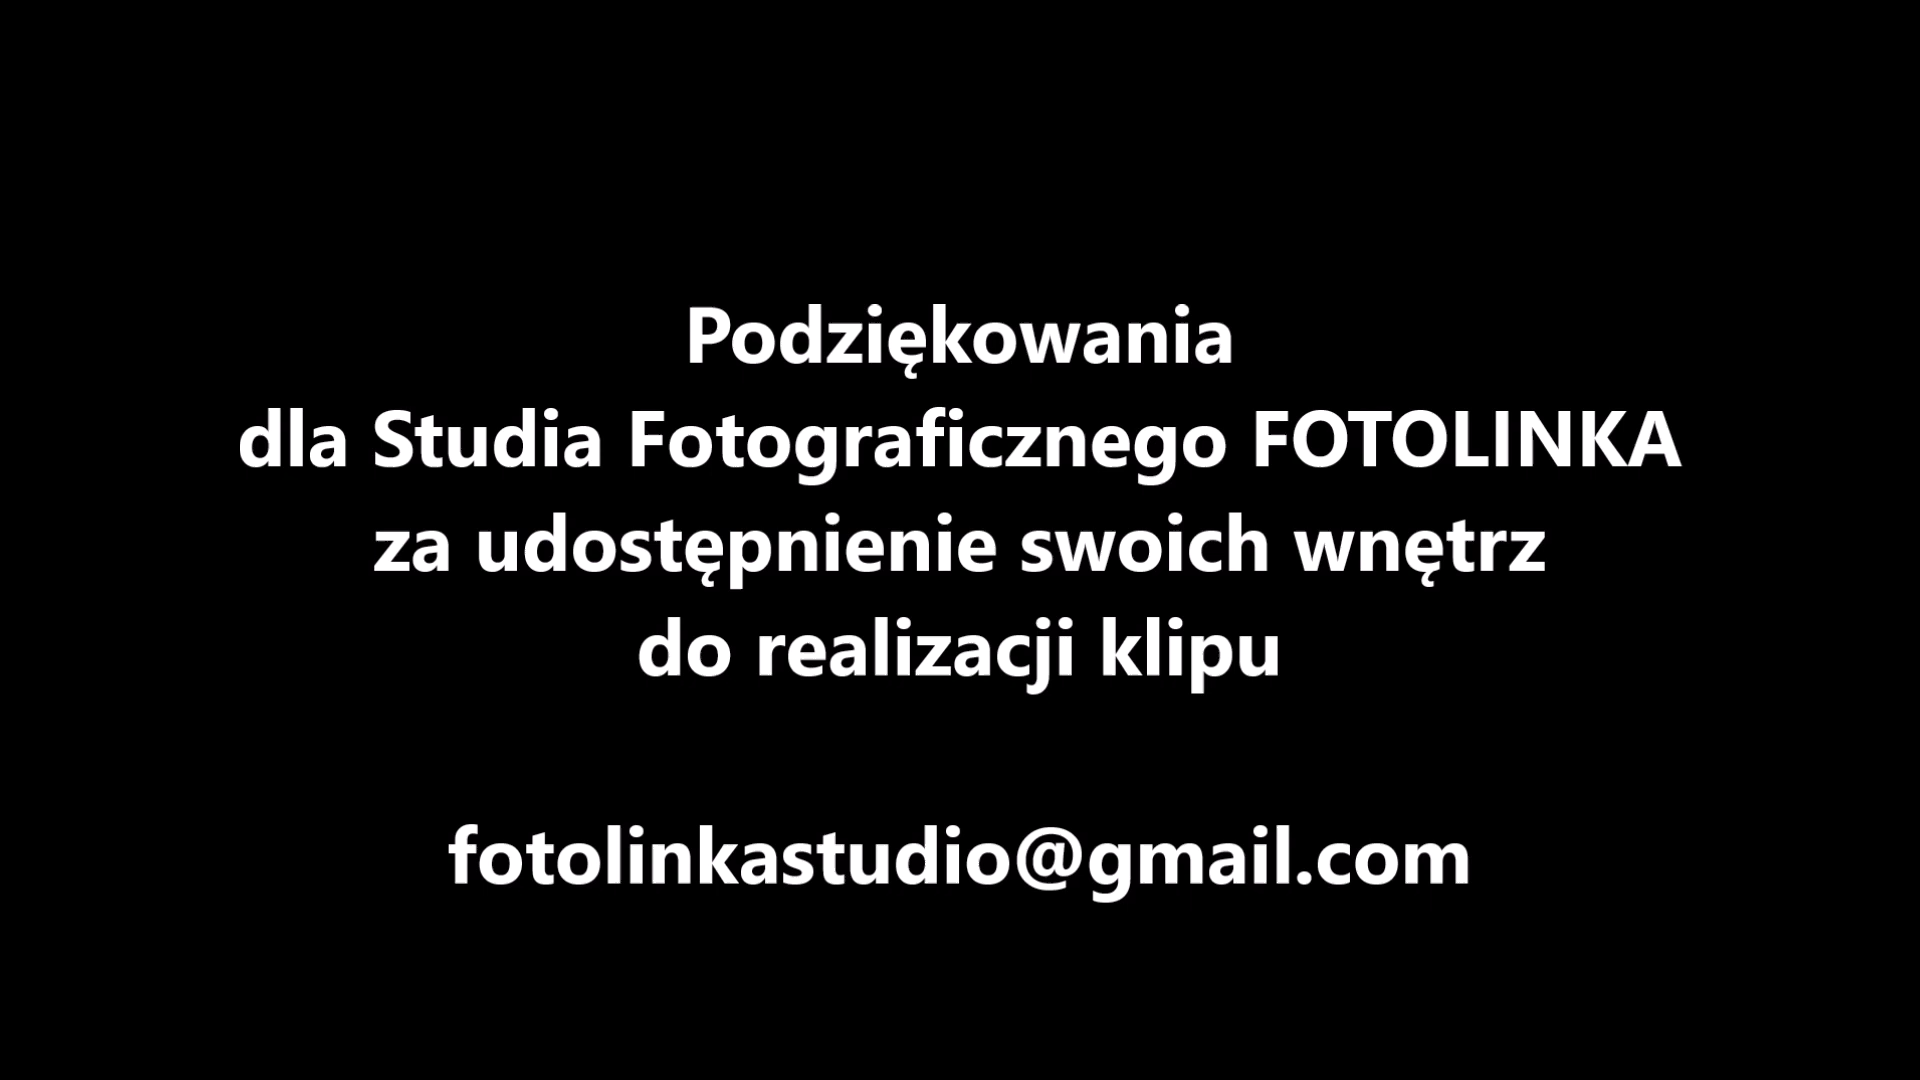 Podziękowania
dla Studia Fotograficznego FOTOLINKA
za udostępnienie swoich wnętrz
do realizacji klipu
fotolinkastudio@gmail.com